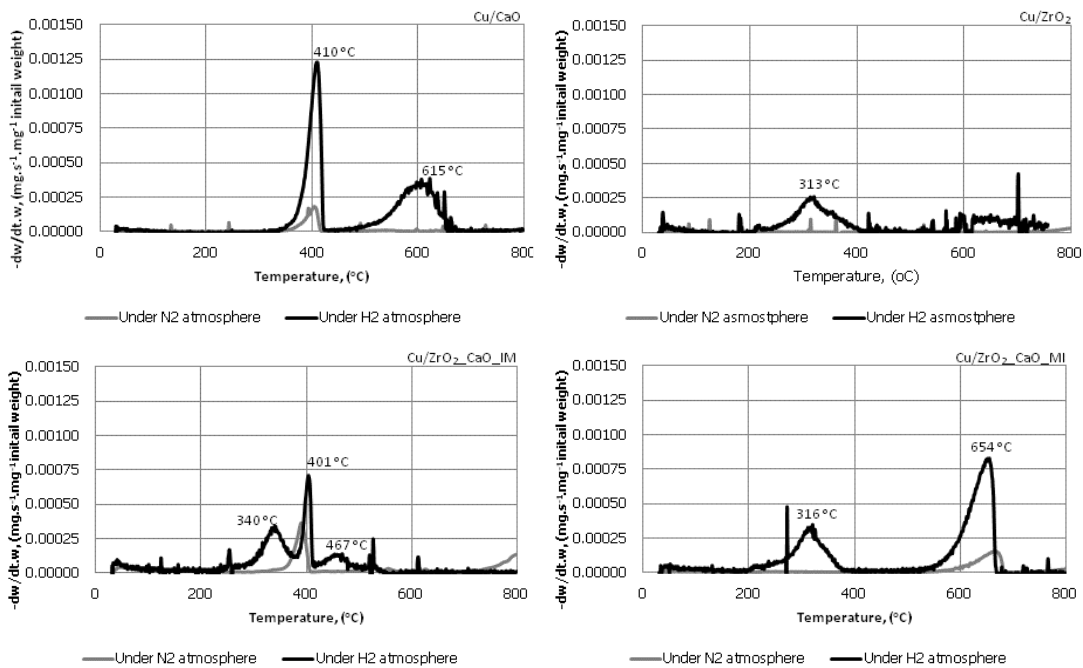 Cu/CaO
0.00150
0.00125
0.00100
0.00075
0.00050
0.00025
0.00000
-dw/dt.w, (mg.s⁻¹.mg⁻¹ initail weight)
410°C
615°C
0 200 400 600 800
Temperature, (°C)
Under N2 atmosphere Under H2 atmosphere
Cu/ZrO₂
0.00150
0.00125
0.00100
0.00075
0.00050
0.00025
0.00000
-dw/dt.w, (mg.s⁻¹.mg⁻¹ initail weight)
313°C
0 200 400 600 800
Temperature, (oC)
Under N2 asmostphere Under H2 asmostphere
Cu/ZrO₂_CaO_IM
0.00150
0.00125
0.00100
0.00075
0.00050
0.00025
0.00000
-dw/dt.w, (mg.s⁻¹.mg⁻¹ initail weight)
401°C
340°C
467°C
0 200 400 600 800
Temperature, (°C)
Under N2 atmosphere Under H2 atmosphere
Cu/ZrO₂_CaO_MI
0.00150
0.00125
0.00100
0.00075
0.00050
0.00025
0.00000
-dw/dt.w, (mg.s⁻¹.mg⁻¹ initail weight)
654°C
316°C
0 200 400 600 800
Temperature, (°C)
Under N2 atmosphere Under H2 atmosphere